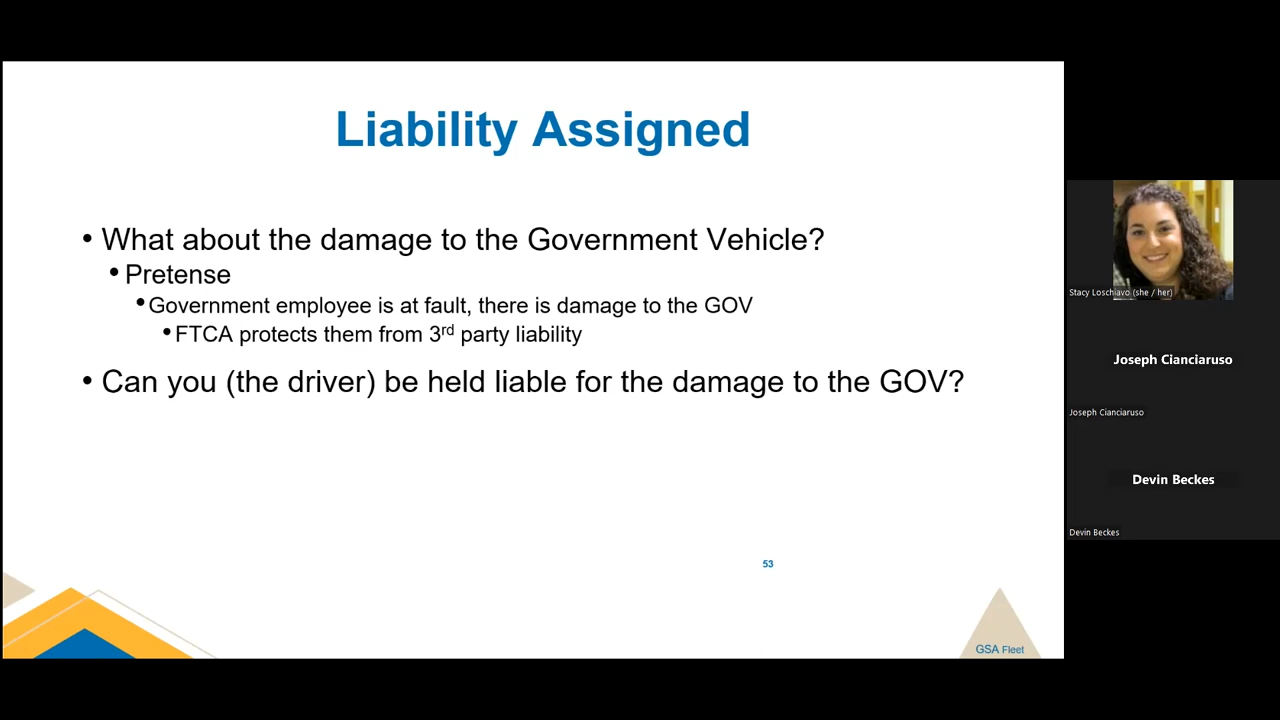 Liability Assigned
• What about the damage to the Government Vehicle?
• Pretense
• Government employee is at fault, there is damage to the GOV
• FTCA protects them from 3rd party liability
• Can you (the driver) be held liable for the damage to the GOV?
53
GSA Fleet
Stacy Loschiavo (she / her)
Joseph Cianciaruso
Joseph Cianciaruso
Devin Beckes
Devin Beckes